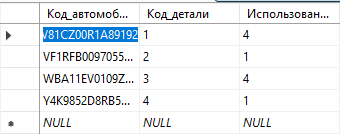 Код_автомоб... Код_детали Использован...
V81CZ00R1A89192 1 4
VF1RFB0097055... 2 1
WBA11EV0109Z... 3 4
Y4K9852D8RB5... 4 1
NULL NULL NULL